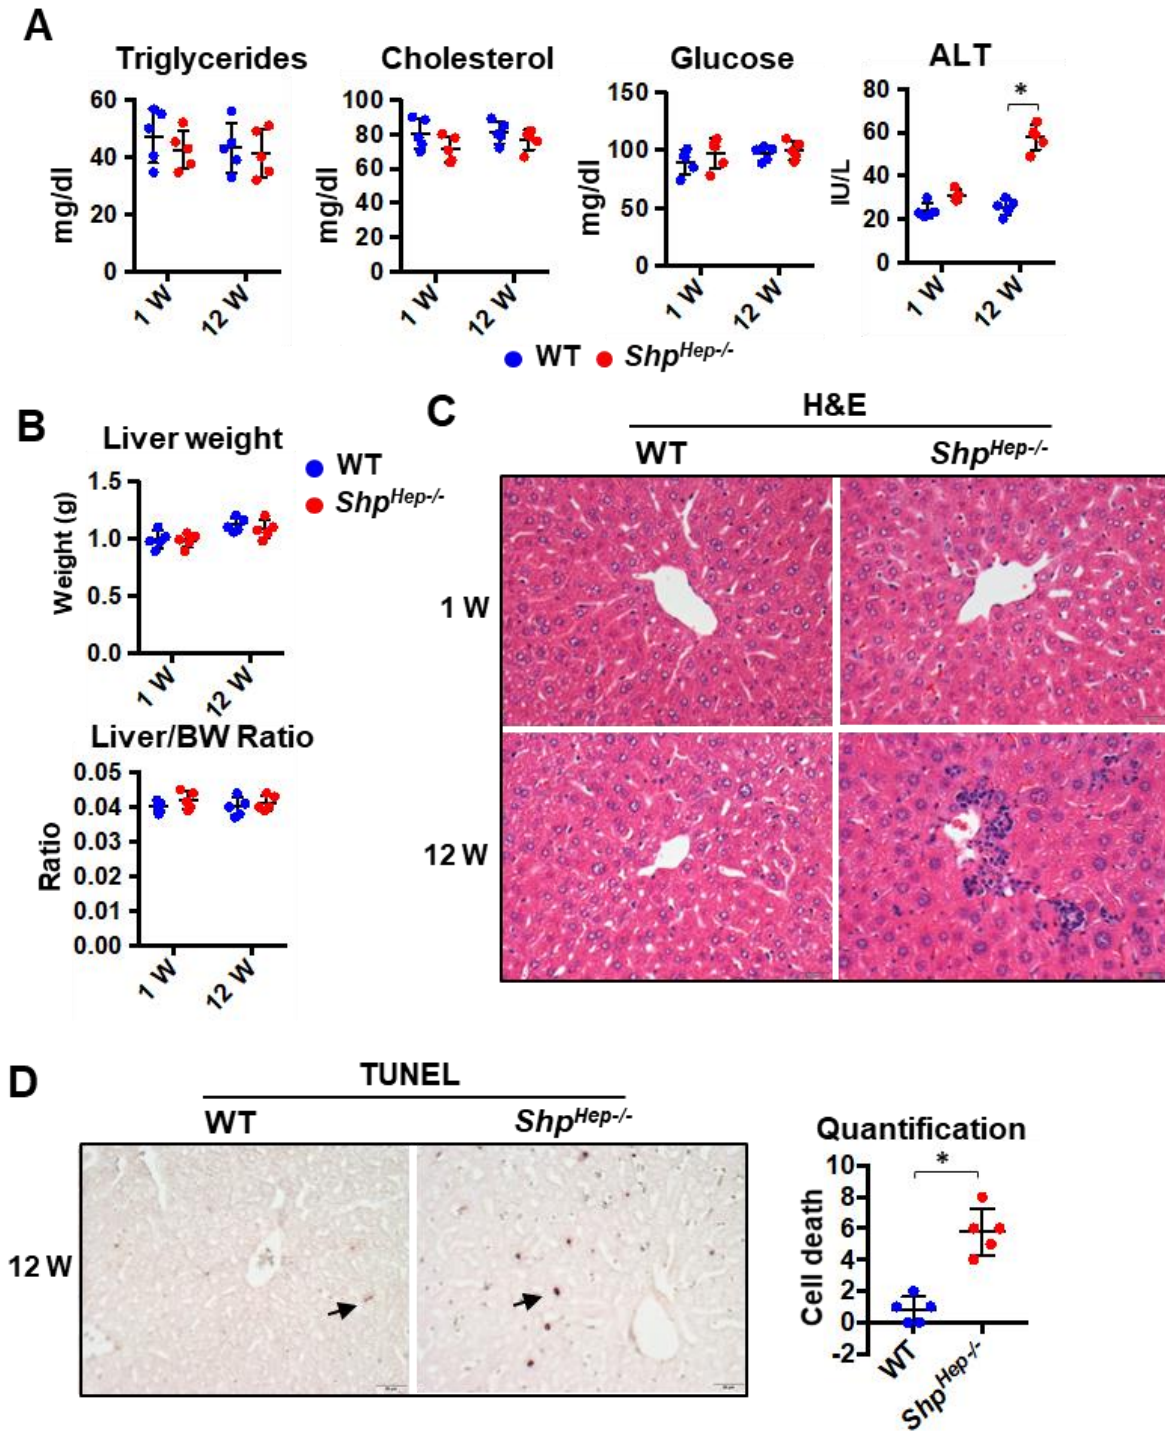 A
Triglycerides Cholesterol Glucose ALT
60
40
20
0
mg/dl
1 W 12 W
100
80
60
40
20
0
mg/dl
1 W 12 W
150
100
50
0
mg/dl
1 W 12 W
80
60
40
20
0
IU/L
*
1 W 12 W
WT Shp^Hep-/-
B
Liver weight
WT
Shp^Hep-/-
1.5
1.0
0.5
0.0
Weight (g)
1 W 12 W
Liver/BW Ratio
0.05
0.04
0.03
0.02
0.01
0.00
Ratio
1 W 12 W
C
H&E
WT Shp^Hep-/-
1 W
12 W
D
TUNEL
WT Shp^Hep-/-
12 W
Quantification
*
10
8
6
4
2
0
-2
Cell death
WT Shp^Hep-/-